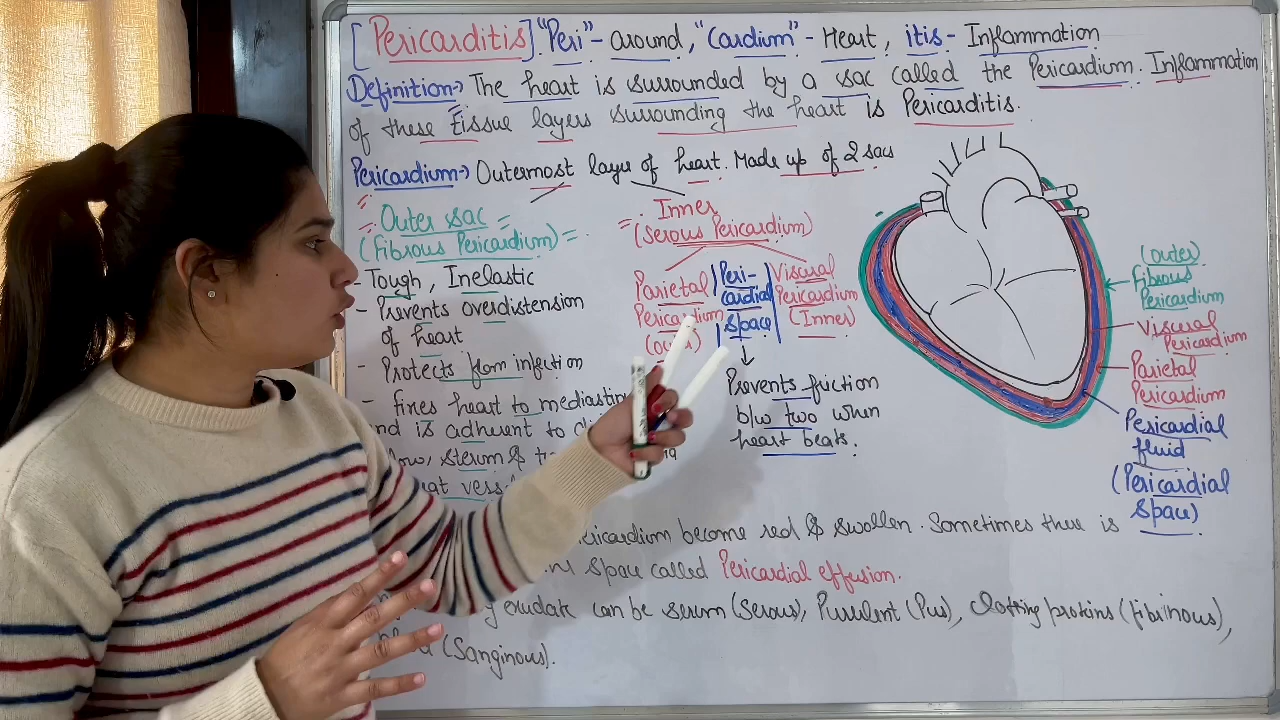 [Pericarditis] "Peri" - around, "Cardium" - Heart, itis - Inflammation
Definition → The heart is surrounded by a sac called the Pericardium. Inflammation
of these tissue layers surrounding the heart is Pericarditis.
Pericardium → Outermost layer of heart. Made up of 2 sacs
Outer sac
(Fibrous Pericardium)
- Tough, Inelastic
- Prevents overdistension
of heart
- Protects from infection
- fixes heart to
is adherent to
sterum &
Inner
(Serous Pericardium)
Parietal
Pericardium
Peri-
cardial
space
Visceral
Pericardium
(Inner)
Prevents friction
b/w two when
heart beats.
(outer)
Fibrous
Pericardium
Visceral
Pericardium
Parietal
Pericardium
Pericardial
fluid
(Pericardial
space)
become red & swollen. Sometimes there is
space called Pericardial effusion.
exudate can be serum (Serous), Purulent (Pus), Clotting proteins (fibrinous),
(Sanginous).